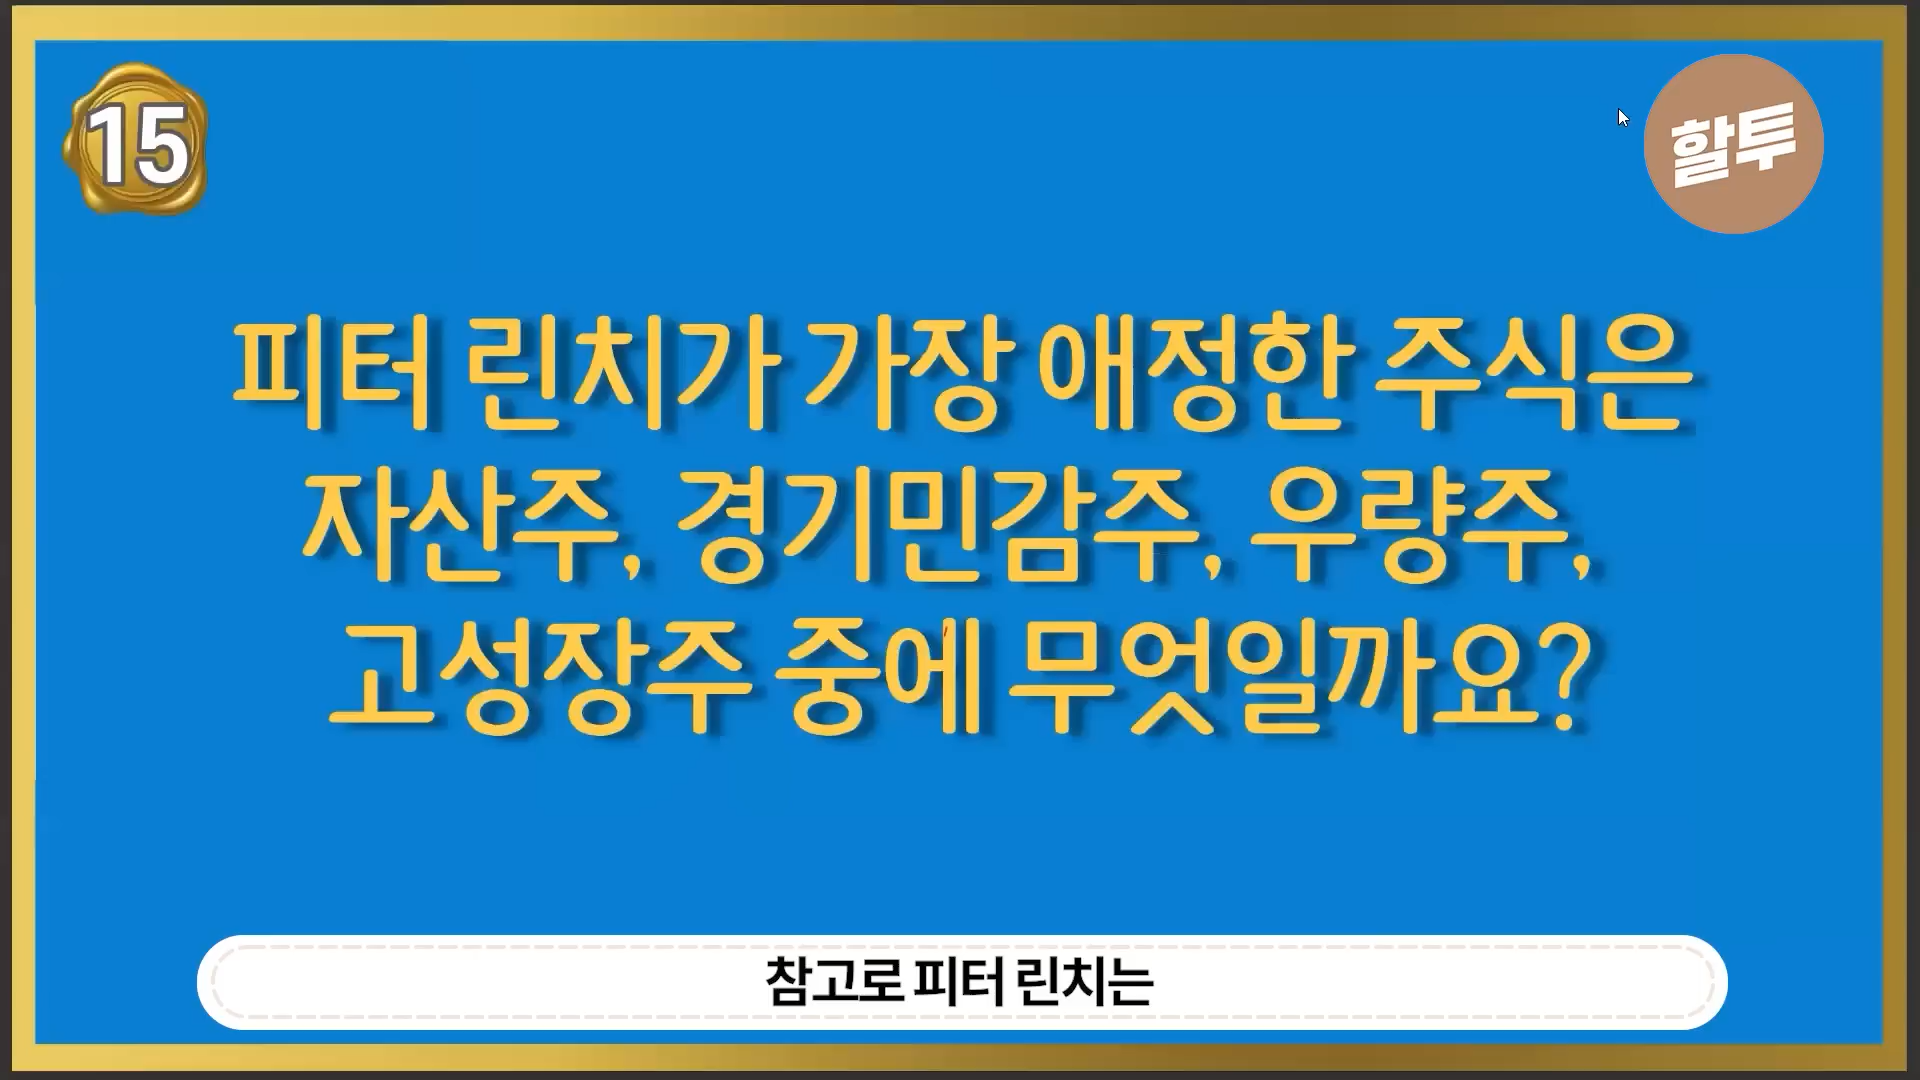 15
할투
피터 린치가 가장 애정한 주식은
자산주, 경기민감주, 우량주,
고성장주 중에 무엇일까요?
참고로 피터 린치는